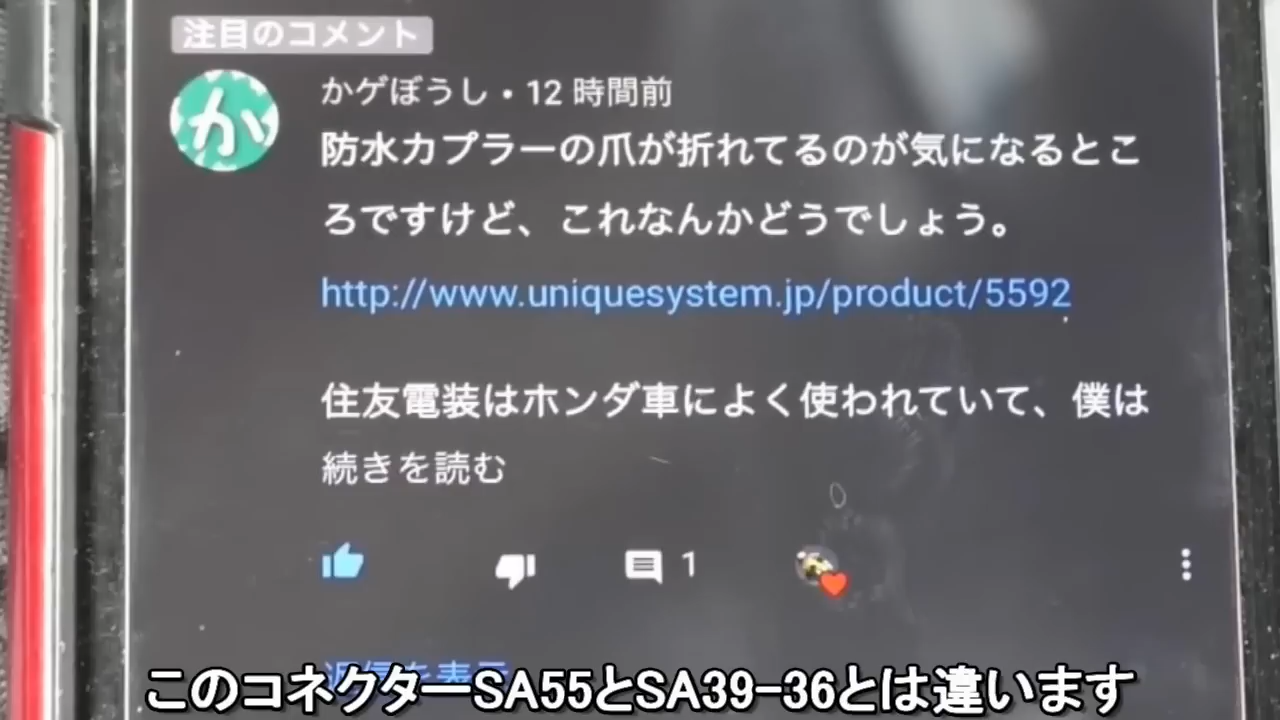 注目のコメント
か
かゲぼうし・12 時間前
防水カプラーの爪が折れてるのが気になるとこ
ろですけど、これなんかどうでしょう。
http://www.uniquesystem.jp/product/5592
住友電装はホンダ車によく使われていて、僕は
続きを読む
1
返信を表示
このコネクターSA55とSA39-36とは違います